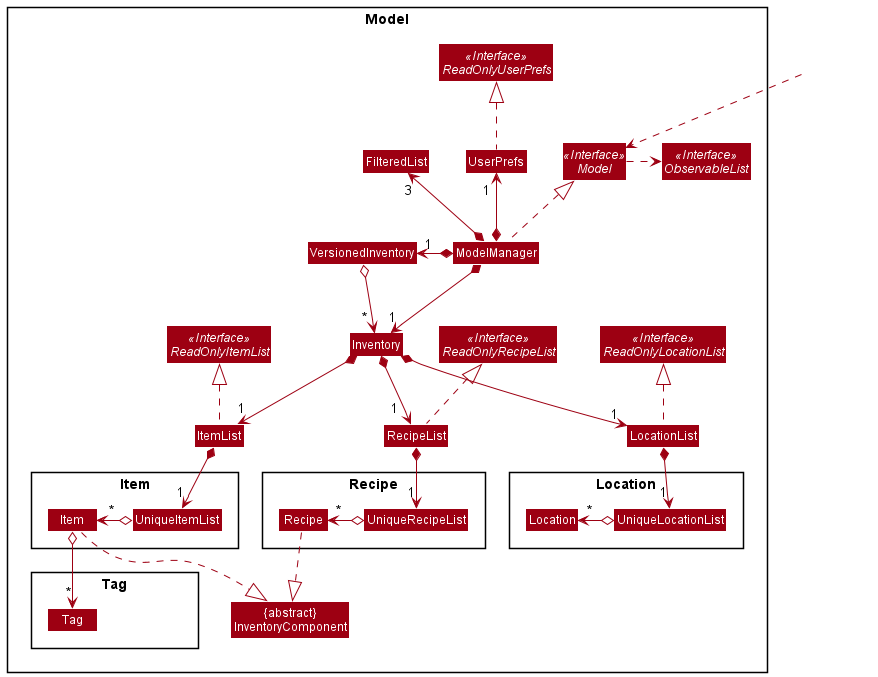 Model
«Interface»
ReadOnlyUserPrefs
FilteredList
UserPrefs
«Interface»
Model
«Interface»
ObservableList
3
1
VersionedInventory
1
ModelManager
*
1
«Interface»
ReadOnlyItemList
Inventory
«Interface»
ReadOnlyRecipeList
«Interface»
ReadOnlyLocationList
1
1
1
ItemList
RecipeList
LocationList
Item
Recipe
Location
1
1
1
Item
*
UniqueItemList
Recipe
*
UniqueRecipeList
Location
*
UniqueLocationList
Tag
*
Tag
{abstract}
InventoryComponent